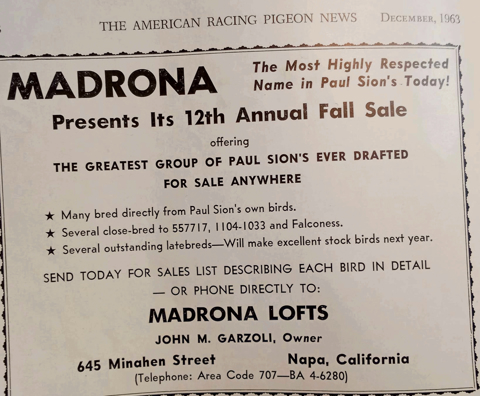 THE AMERICAN RACING PIGEON NEWS DECEMBER, 1963
MADRONA
The Most Highly Respected
Name in Paul Sion's Today!
Presents Its 12th Annual Fall Sale
offering
THE GREATEST GROUP OF PAUL SION'S EVER DRAFTED
FOR SALE ANYWHERE
★ Many bred directly from Paul Sion's own birds.
★ Several close-bred to 557717, 1104-1033 and Falconess.
★ Several outstanding latebreds—Will make excellent stock birds next year.
SEND TODAY FOR SALES LIST DESCRIBING EACH BIRD IN DETAIL
— OR PHONE DIRECTLY TO:
MADRONA LOFTS
JOHN M. GARZOLI, Owner
645 Minahen Street Napa, California
(Telephone: Area Code 707—BA 4-6280)